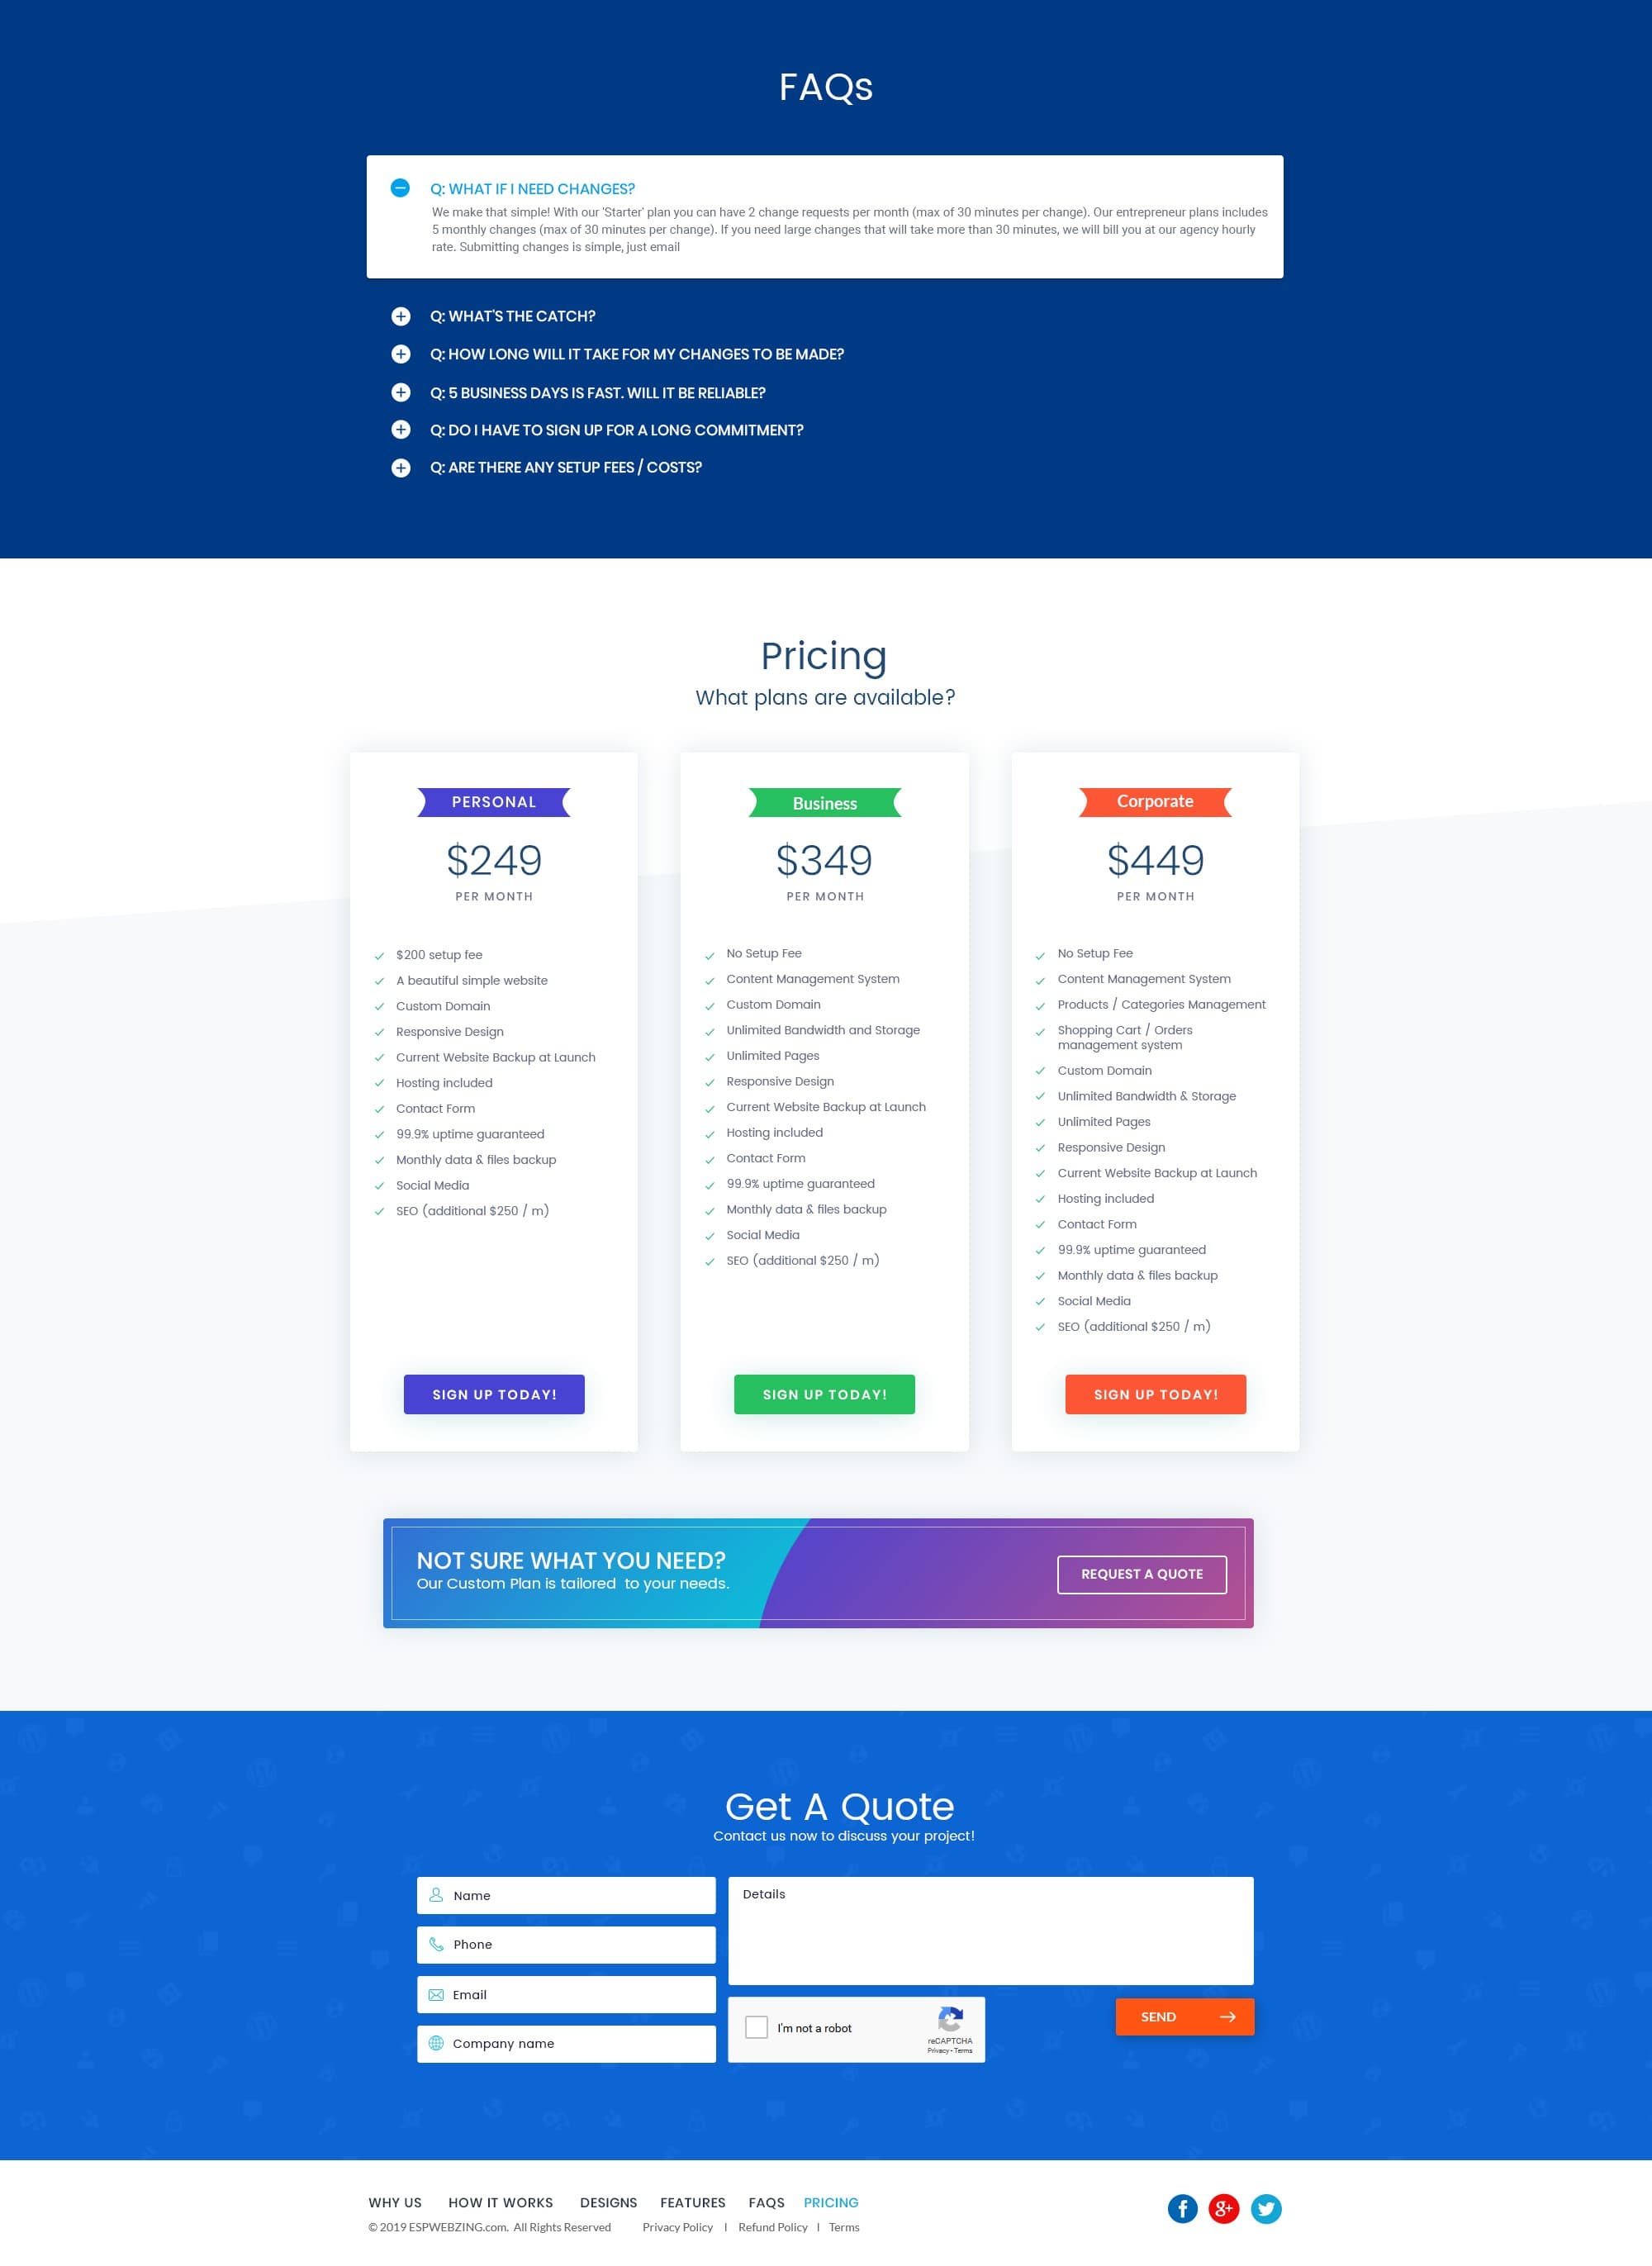 FAQs
Q: WHAT IF I NEED CHANGES?
We make that simple! With our 'Starter' plan you can have 2 change requests per month (max of 30 minutes per change). Our entrepreneur plans includes
5 monthly changes (max of 30 minutes per change). If you need large changes that will take more than 30 minutes, we will bill you at our agency hourly
rate. Submitting changes is simple, just email
Q: WHAT'S THE CATCH?
Q: HOW LONG WILL IT TAKE FOR MY CHANGES TO BE MADE?
Q: 5 BUSINESS DAYS IS FAST. WILL IT BE RELIABLE?
Q: DO I HAVE TO SIGN UP FOR A LONG COMMITMENT?
Q: ARE THERE ANY SETUP FEES / COSTS?
Pricing
What plans are available?
PERSONAL
$249
PER MONTH
$200 setup fee
A beautiful simple website
Custom Domain
Responsive Design
Current Website Backup at Launch
Hosting included
Contact Form
99.9% uptime guaranteed
Monthly data & files backup
Social Media
SEO (additional $250 / m)
SIGN UP TODAY!
Business
$349
PER MONTH
No Setup Fee
Content Management System
Custom Domain
Unlimited Bandwidth and Storage
Unlimited Pages
Responsive Design
Current Website Backup at Launch
Hosting included
Contact Form
99.9% uptime guaranteed
Monthly data & files backup
Social Media
SEO (additional $250 / m)
SIGN UP TODAY!
Corporate
$449
PER MONTH
No Setup Fee
Content Management System
Products / Categories Management
Shopping Cart / Orders
management system
Custom Domain
Unlimited Bandwidth & Storage
Unlimited Pages
Responsive Design
Current Website Backup at Launch
Hosting included
Contact Form
99.9% uptime guaranteed
Monthly data & files backup
Social Media
SEO (additional $250 / m)
SIGN UP TODAY!
NOT SURE WHAT YOU NEED?
Our Custom Plan is tailored to your needs.
REQUEST A QUOTE
Get A Quote
Contact us now to discuss your project!
Name
Phone
Email
Company name
Details
I'm not a robot
reCAPTCHA
Privacy - Terms
SEND
WHY US HOW IT WORKS DESIGNS FEATURES FAQS PRICING
© 2019 ESPWEBZING.com. All Rights Reserved Privacy Policy | Refund Policy | Terms